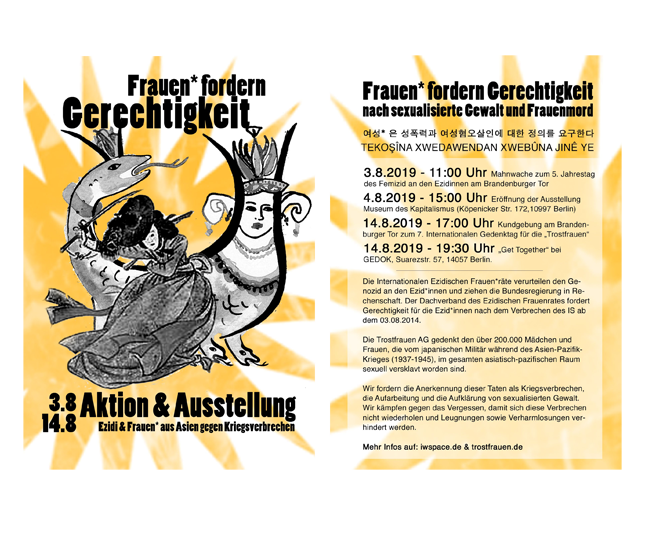 Frauen* fordern
Gerechtigkeit
3.8 Aktion & Ausstellung
14.8 Ezidi & Frauen* aus Asien gegen Kriegsverbrechen
Frauen* fordern Gerechtigkeit
nach sexualisierte Gewalt und Frauenmord
여성* 은 성폭력과 여성혐오살인에 대한 정의를 요구한다
TEKOŞÎNA XWEDAWENDAN XWEBÛNA JINÊ YE
3.8.2019 - 11:00 Uhr Mahnwache zum 5. Jahrestag
des Femizid an den Ezidinnen am Brandenburger Tor
4.8.2019 - 15:00 Uhr Eröffnung der Ausstellung
Museum des Kapitalismus (Köpenicker Str. 172,10997 Berlin)
14.8.2019 - 17:00 Uhr Kundgebung am Branden-
burger Tor zum 7. Internationalen Gedenktag für die „Trostfrauen"
14.8.2019 - 19:30 Uhr „Get Together" bei
GEDOK, Suarezstr. 57, 14057 Berlin.
Die Internationalen Ezidischen Frauen*räte verurteilen den Ge-
nozid an den Ezid*innen und ziehen die Bundesregierung in Re-
chenschaft. Der Dachverband des Ezidischen Frauenrates fordert
Gerechtigkeit für die Ezid*innen nach dem Verbrechen des IS ab
dem 03.08.2014.
Die Trostfrauen AG gedenkt den über 200.000 Mädchen und
Frauen, die vom japanischen Militär während des Asien-Pazifik-
Krieges (1937-1945), im gesamten asiatisch-pazifischen Raum
sexuell versklavt worden sind.
Wir fordern die Anerkennung dieser Taten als Kriegsverbrechen,
die Aufarbeitung und die Aufklärung von sexualisierten Gewalt.
Wir kämpfen gegen das Vergessen, damit sich diese Verbrechen
nicht wiederholen und Leugnungen sowie Verharmlosungen ver-
hindert werden.
Mehr Infos auf: iwspace.de & trostfrauen.de